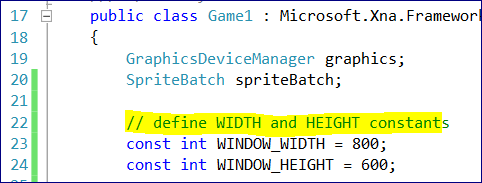 17 public class Game1 : Microsoft.Xna.Framewor
18 {
19 GraphicsDeviceManager graphics;
20 SpriteBatch spriteBatch;
21
22 // define WIDTH and HEIGHT constants
23 const int WINDOW_WIDTH = 800;
24 const int WINDOW_HEIGHT = 600;